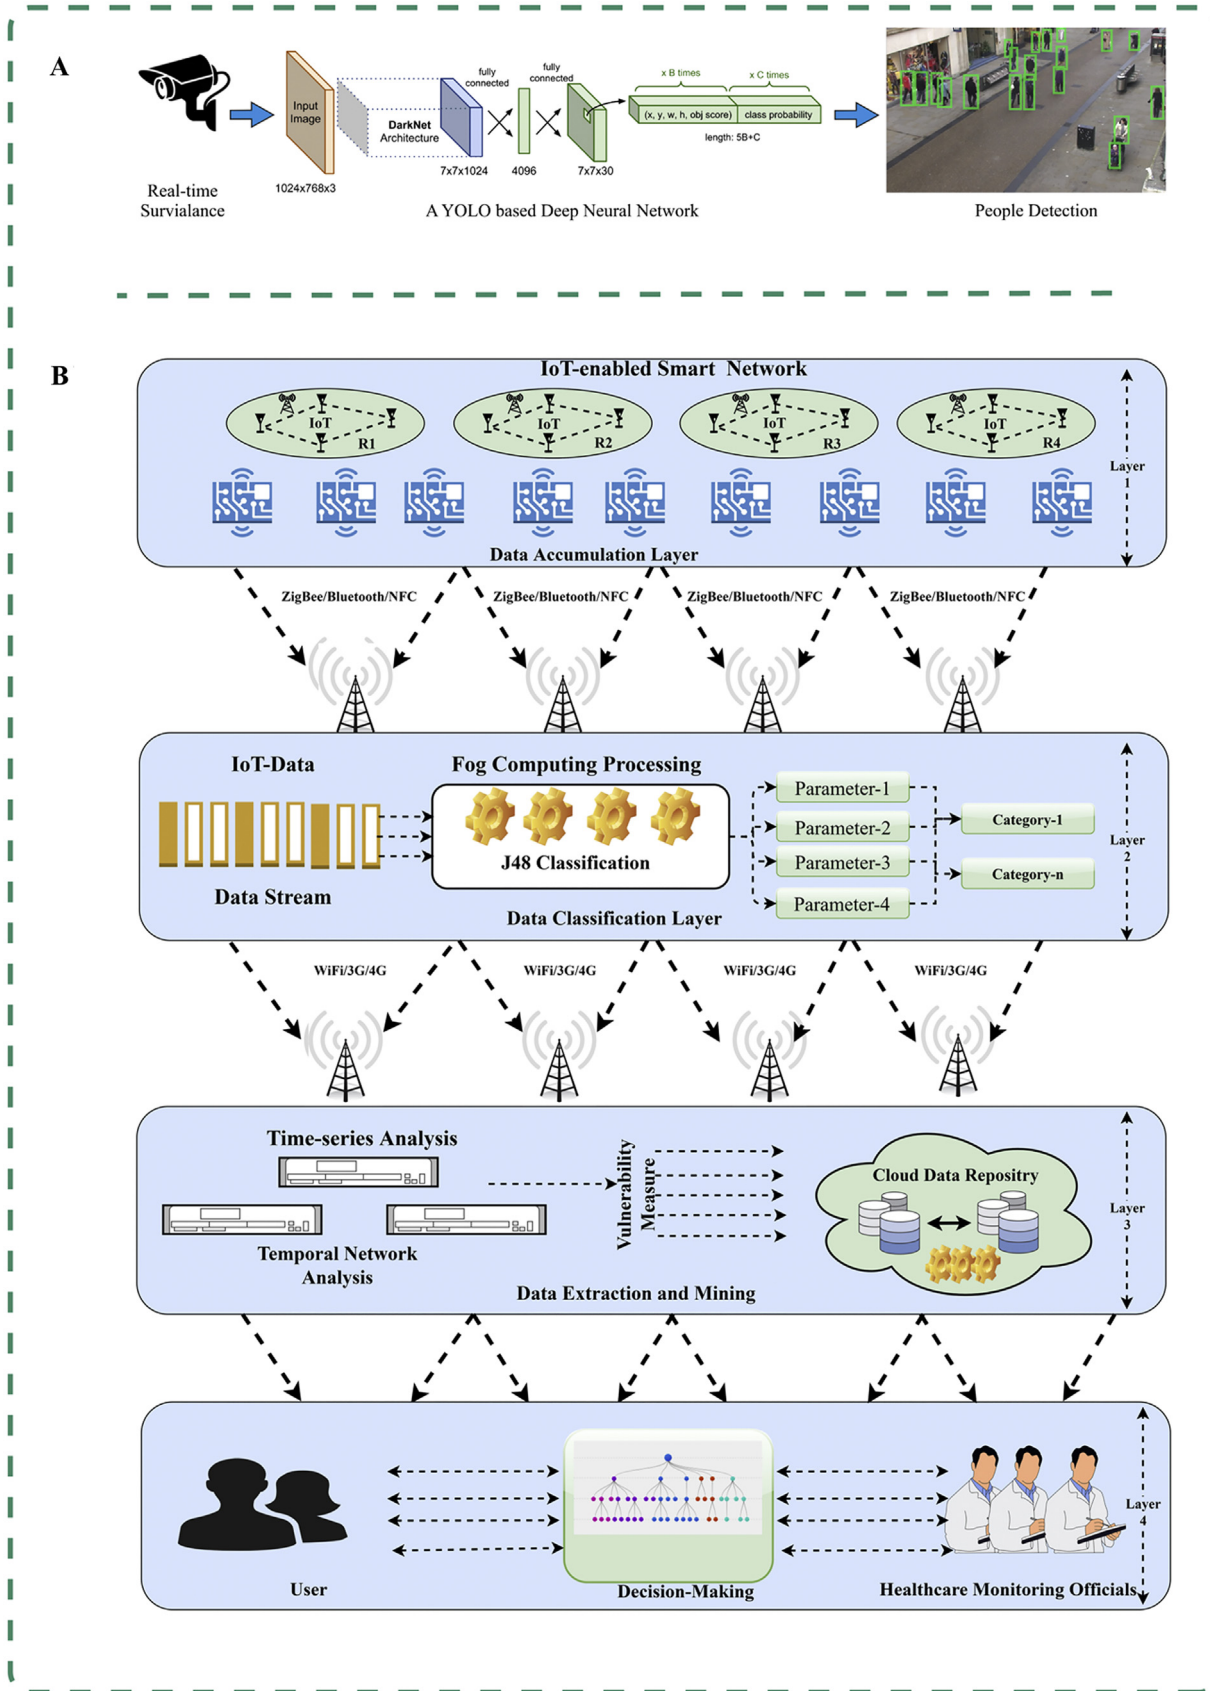 A
Real-time
Survialance
Input
Image
1024x768x3
DarkNet
Architecture
7x7x1024
fully
connected
4096
fully
connected
7x7x30
x B times
x C times
(x, y, w, h, obj score)
class probability
length: 5B+C
A YOLO based Deep Neural Network
People Detection
B
IoT-enabled Smart Network
IoT
R1
IoT
R2
IoT
R3
IoT
R4
Layer
1
Data Accumulation Layer
ZigBee/Bluetooth/NFC
ZigBee/Bluetooth/NFC
ZigBee/Bluetooth/NFC
ZigBee/Bluetooth/NFC
IoT-Data
Data Stream
Fog Computing Processing
J48 Classification
Parameter-1
Parameter-2
Parameter-3
Parameter-4
Category-1
Category-n
Layer
2
Data Classification Layer
WiFi/3G/4G
WiFi/3G/4G
WiFi/3G/4G
WiFi/3G/4G
Time-series Analysis
Temporal Network
Analysis
Vulnerability
Measure
Cloud Data Repositry
Layer
3
Data Extraction and Mining
Layer
4
User
Decision-Making
Healthcare Monitoring Officials